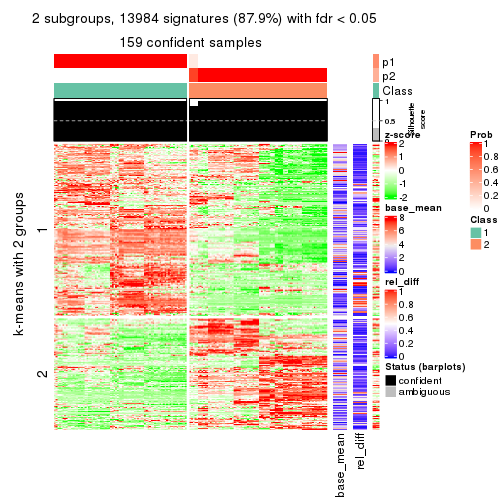 2 subgroups, 13984 signatures (87.9%) with fdr < 0.05
159 confident samples
p1
p2
Class
1
0.5
0
Silhouette
score
k-means with 2 groups
1
2
z-score
2
1
0
-1
-2
base_mean
8
6
4
2
0
rel_diff
1
0.8
0.6
0.4
0.2
0
Status (barplots)
confident
ambiguous
Prob
1
0.8
0.6
0.4
0.2
0
Class
1
2
base_mean
rel_diff